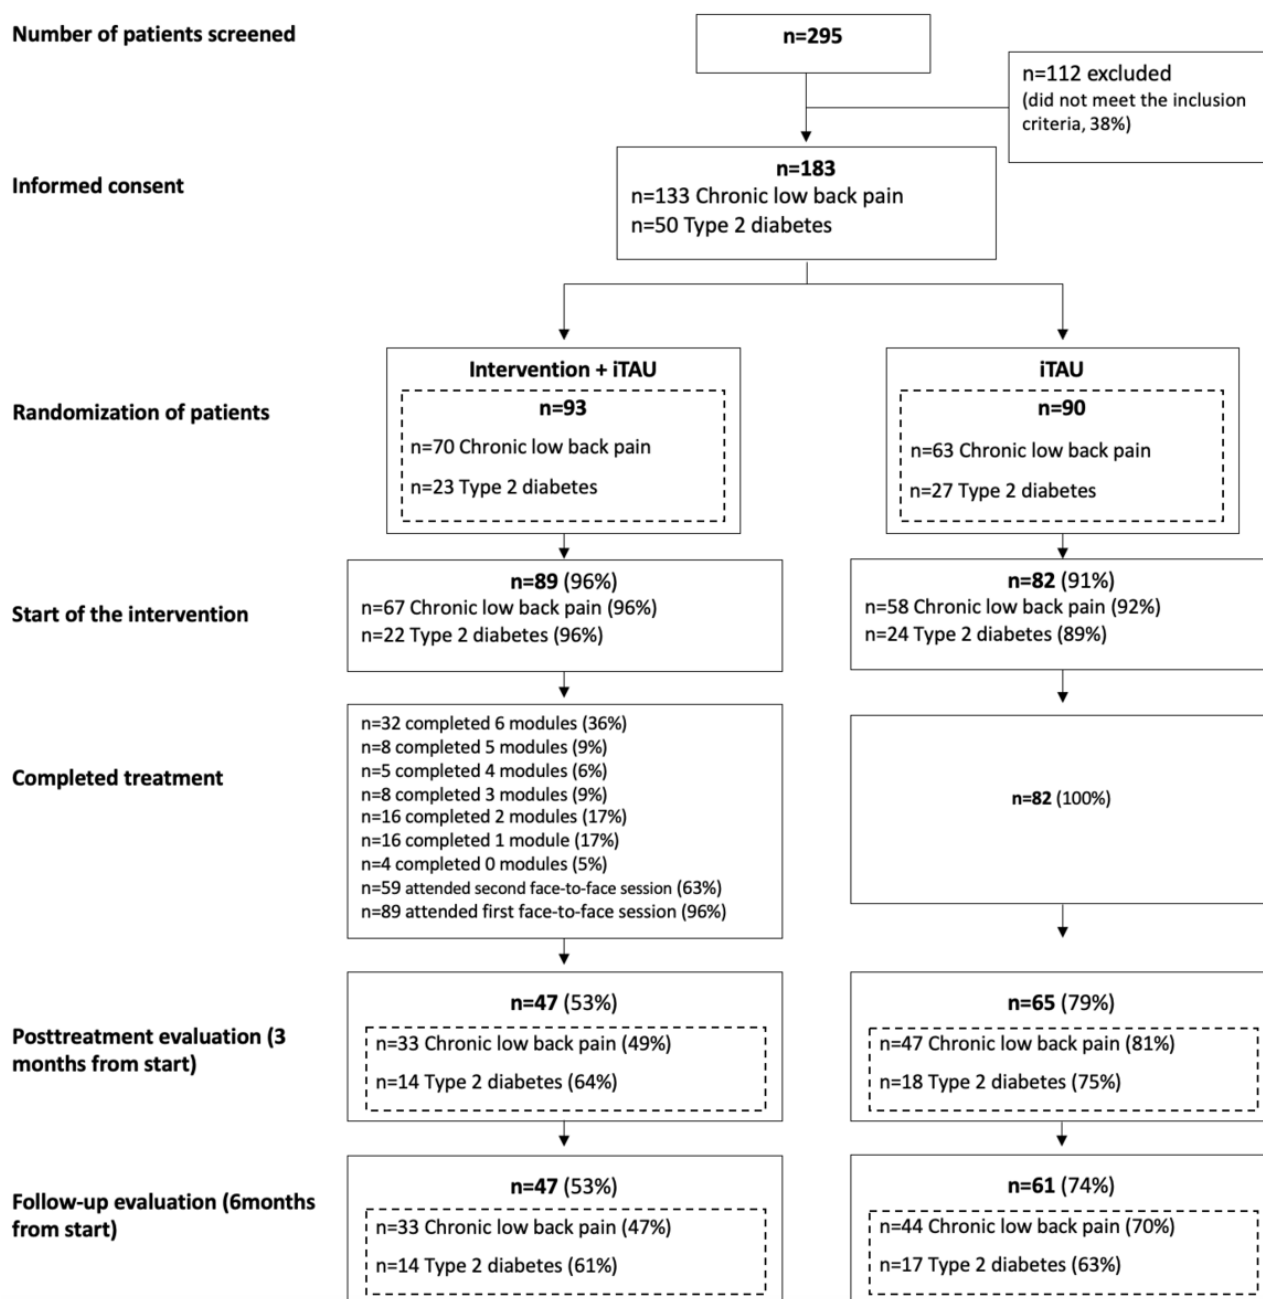 Number of patients screened
n=295
n=112 excluded
(did not meet the inclusion
criteria, 38%)
Informed consent
n=183
n=133 Chronic low back pain
n=50 Type 2 diabetes
Randomization of patients
Intervention + iTAU
n=93
n=70 Chronic low back pain
n=23 Type 2 diabetes
iTAU
n=90
n=63 Chronic low back pain
n=27 Type 2 diabetes
Start of the intervention
n=89 (96%)
n=67 Chronic low back pain (96%)
n=22 Type 2 diabetes (96%)
n=82 (91%)
n=58 Chronic low back pain (92%)
n=24 Type 2 diabetes (89%)
Completed treatment
n=32 completed 6 modules (36%)
n=8 completed 5 modules (9%)
n=5 completed 4 modules (6%)
n=8 completed 3 modules (9%)
n=16 completed 2 modules (17%)
n=16 completed 1 module (17%)
n=4 completed 0 modules (5%)
n=59 attended second face-to-face session (63%)
n=89 attended first face-to-face session (96%)
n=82 (100%)
Posttreatment evaluation (3
months from start)
n=47 (53%)
n=33 Chronic low back pain (49%)
n=14 Type 2 diabetes (64%)
n=65 (79%)
n=47 Chronic low back pain (81%)
n=18 Type 2 diabetes (75%)
Follow-up evaluation (6months
from start)
n=47 (53%)
n=33 Chronic low back pain (47%)
n=14 Type 2 diabetes (61%)
n=61 (74%)
n=44 Chronic low back pain (70%)
n=17 Type 2 diabetes (63%)